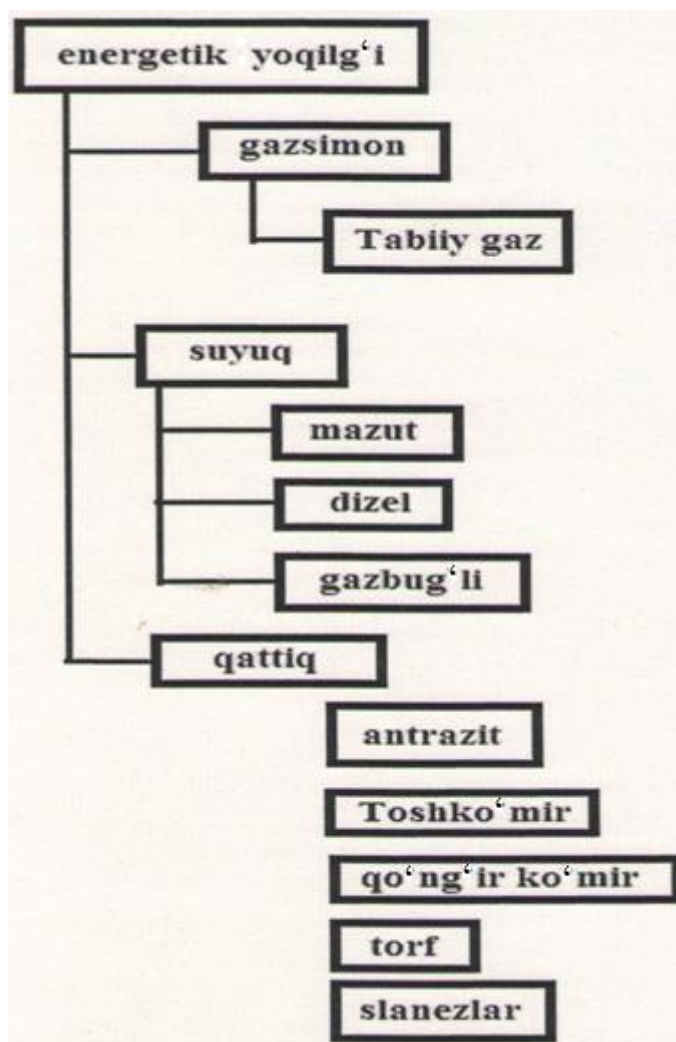 energetik yoqilg‘i
gazsimon
Tabiiy gaz
suyuq
mazut
dizel
gazbug‘li
qattiq
antrazit
Toshko‘mir
qo‘ng‘ir ko‘mir
torf
slanezlar